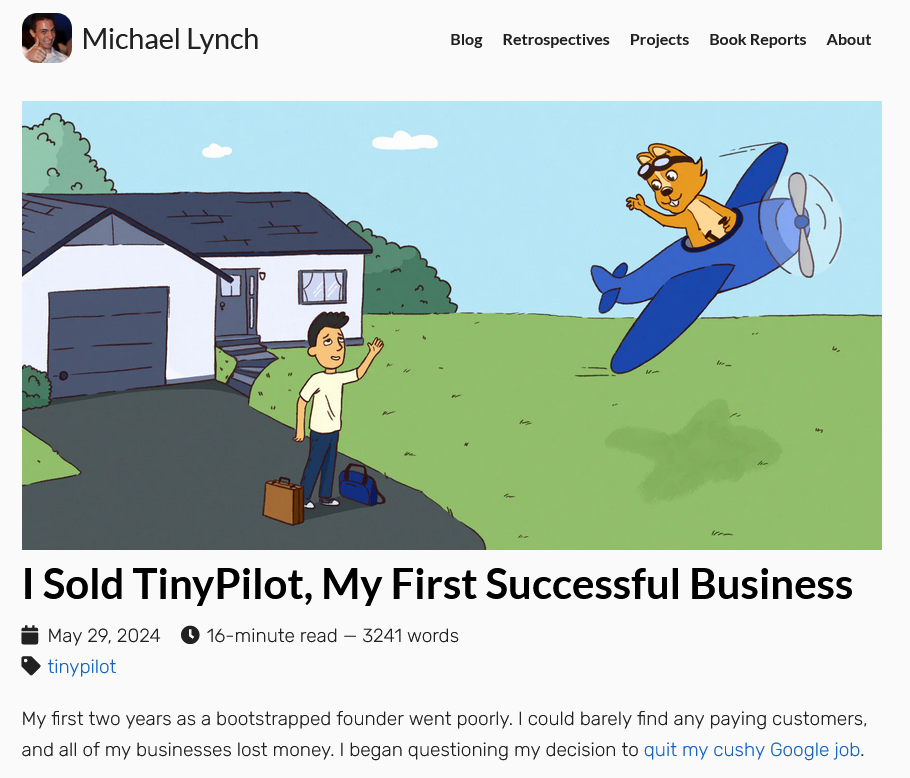 Michael Lynch
Blog Retrospectives Projects Book Reports About
I Sold TinyPilot, My First Successful Business
May 29, 2024 16-minute read — 3241 words
tinypilot
My first two years as a bootstrapped founder went poorly. I could barely find any paying customers,
and all of my businesses lost money. I began questioning my decision to quit my cushy Google job.